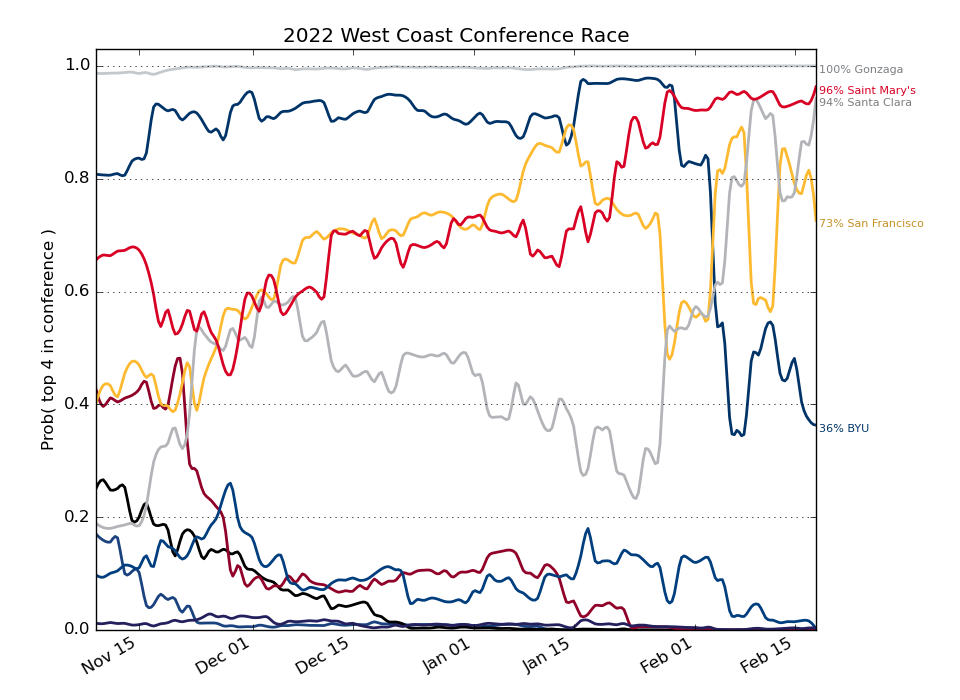 2022 West Coast Conference Race
Prob( top 4 in conference )
1.0
0.8
0.6
0.4
0.2
0.0
100% Gonzaga
96% Saint Mary's
94% Santa Clara
73% San Francisco
36% BYU
Nov 15
Dec 01
Dec 15
Jan 01
Jan 15
Feb 01
Feb 15